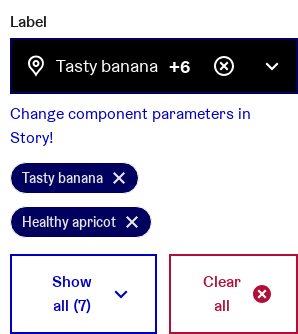 Label
Tasty banana +6
Change component parameters in
Story!
Tasty banana
Healthy apricot
Show
all (7)
Clear
all